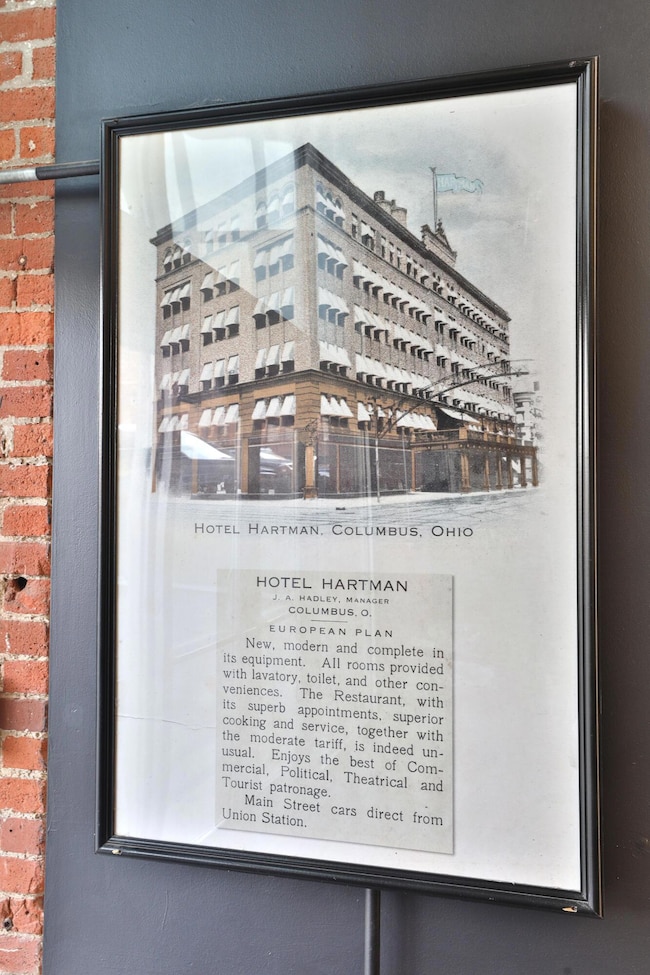 HOTEL HARTMAN, COLUMBUS, OHIO
HOTEL HARTMAN
J. A. HADLEY, MANAGER
COLUMBUS, O.
EUROPEAN PLAN
New, modern and complete in
its equipment. All rooms provided
with lavatory, toilet, and other con-
veniences. The Restaurant, with
its superb appointments, superior
cooking and service, together with
the moderate tariff, is indeed un-
usual. Enjoys the best of Com-
mercial, Political, Theatrical and
Tourist patronage.
Main Street cars direct from
Union Station.